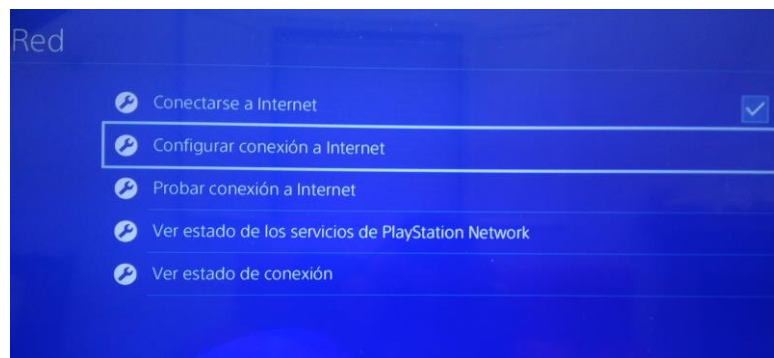 Red
Conectarse a Internet
Configurar conexión a Internet
Probar conexión a Internet
Ver estado de los servicios de PlayStation Network
Ver estado de conexión